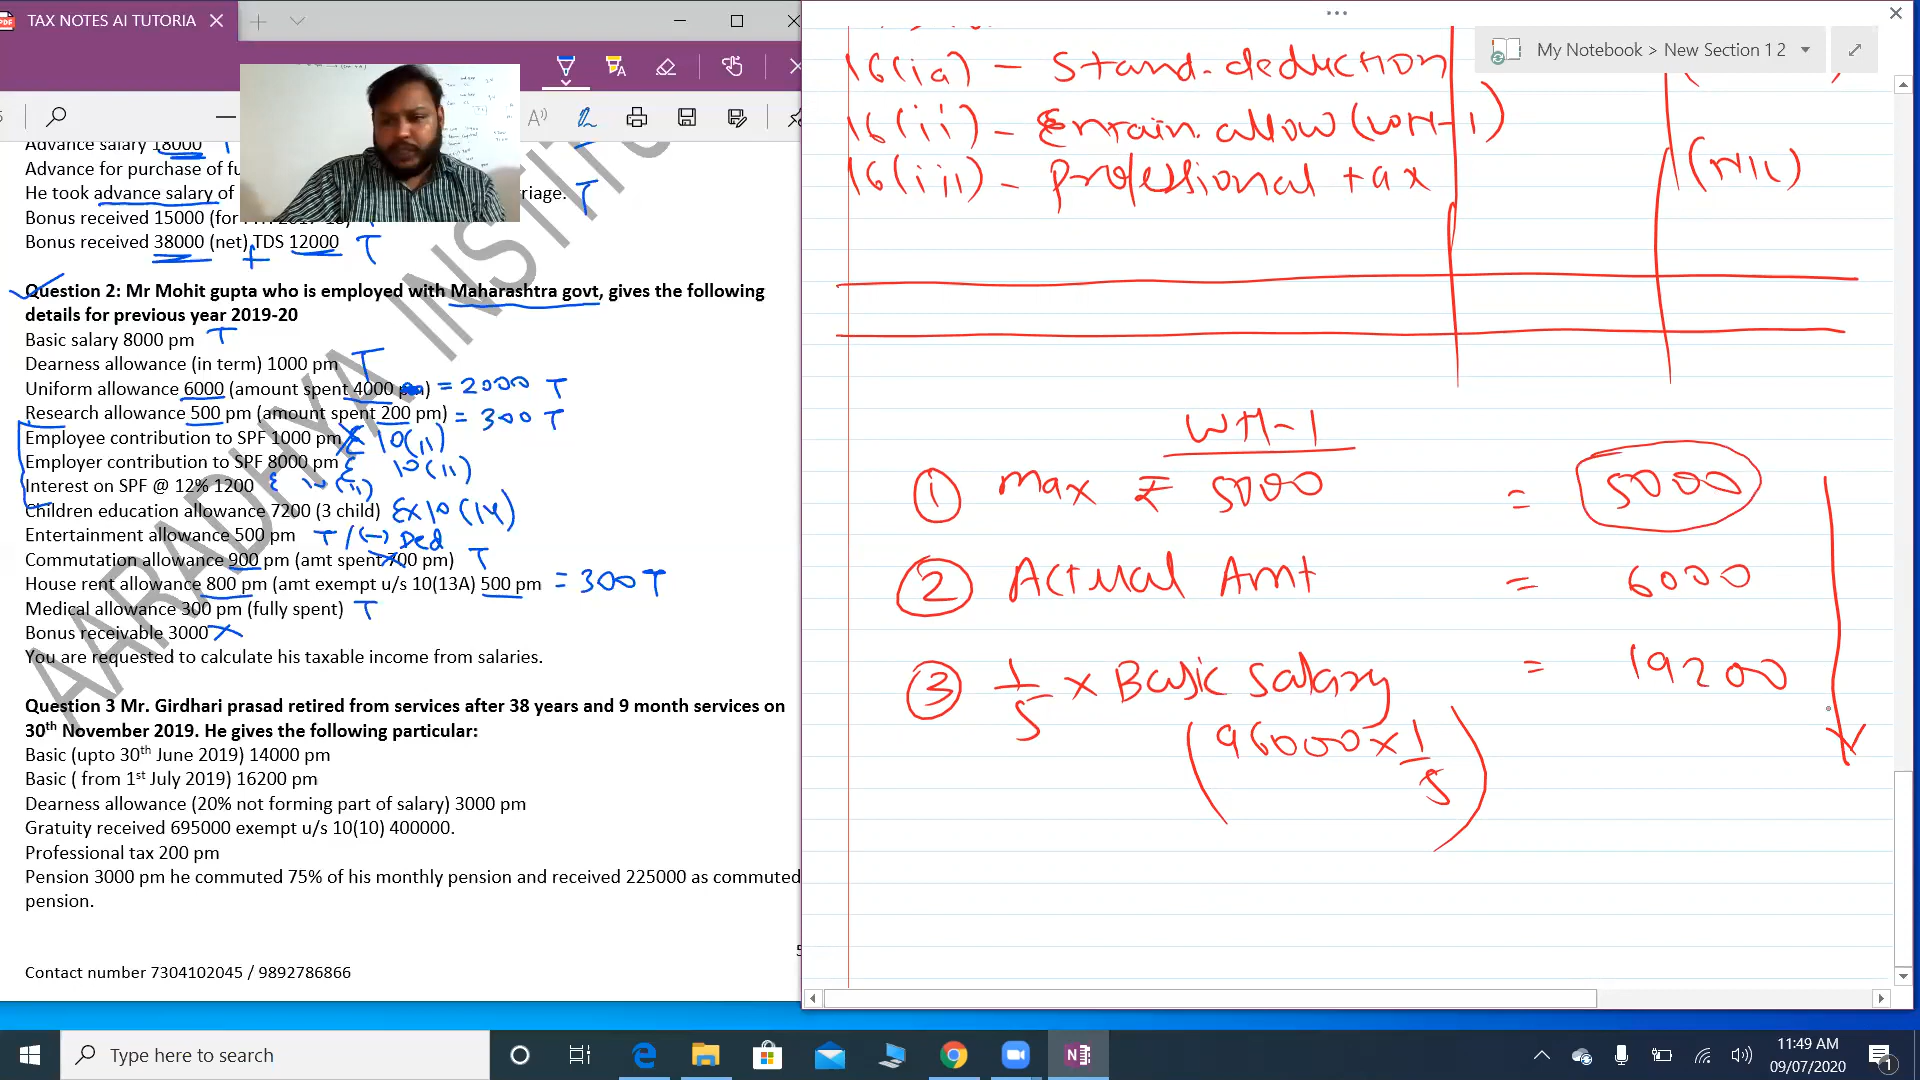 TAX NOTES AI TUTORIA
Advance salary 18000 T
Advance for purchase of fu
He took advance salary of riage. T
Bonus received 15000 (for
Bonus received 38000 (net) TDS 12000 T
+
Question 2: Mr Mohit gupta who is employed with Maharashtra govt, gives the following
details for previous year 2019-20
Basic salary 8000 pm T
Dearness allowance (in term) 1000 pm T
Uniform allowance 6000 (amount spent 4000 ) = 2000 T
Research allowance 500 pm (amount spent 200 pm) = 300 T
Employee contribution to SPF 1000 pm 10(11)
Employer contribution to SPF 8000 pm 10(11)
Interest on SPF @ 12% 1200 10(11)
Children education allowance 7200 (3 child) Ex 10(14)
Entertainment allowance 500 pm T/(-) Ded
Commutation allowance 900 pm (amt spent 700 pm) T
House rent allowance 800 pm (amt exempt u/s 10(13A) 500 pm = 300 T
Medical allowance 300 pm (fully spent) T
Bonus receivable 3000 X
You are requested to calculate his taxable income from salaries.
Question 3 Mr. Girdhari prasad retired from services after 38 years and 9 month services on
30th November 2019. He gives the following particular:
Basic (upto 30th June 2019) 14000 pm
Basic ( from 1st July 2019) 16200 pm
Dearness allowance (20% not forming part of salary) 3000 pm
Gratuity received 695000 exempt u/s 10(10) 400000.
Professional tax 200 pm
Pension 3000 pm he commuted 75% of his monthly pension and received 225000 as commuted
pension.
Contact number 7304102045 / 9892786866
AARADHYA INSTITU
My Notebook > New Section 1 2
16(ia) - Stand. deduction
16(ii) - Entrain. allow (WH-1)
16(iii) - Professional tax (NIL)
WH-1
① max ₹ 5000 = 5000
② Actual Amt = 6000
③ 1/5 x Basic Salary = 19200
(96000 x 1/5)
Type here to search
11:49 AM
09/07/2020
1